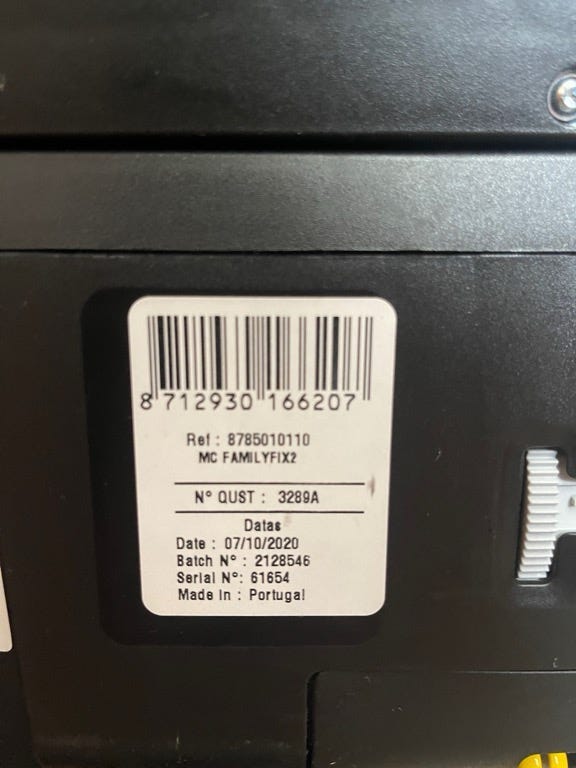 8 712930 166207
Ref : 8785010110
MC FAMILYFIX2
N° QUST : 3289A
Datas
Date : 07/10/2020
Batch N° : 2128546
Serial N°: 61654
Made in : Portugal